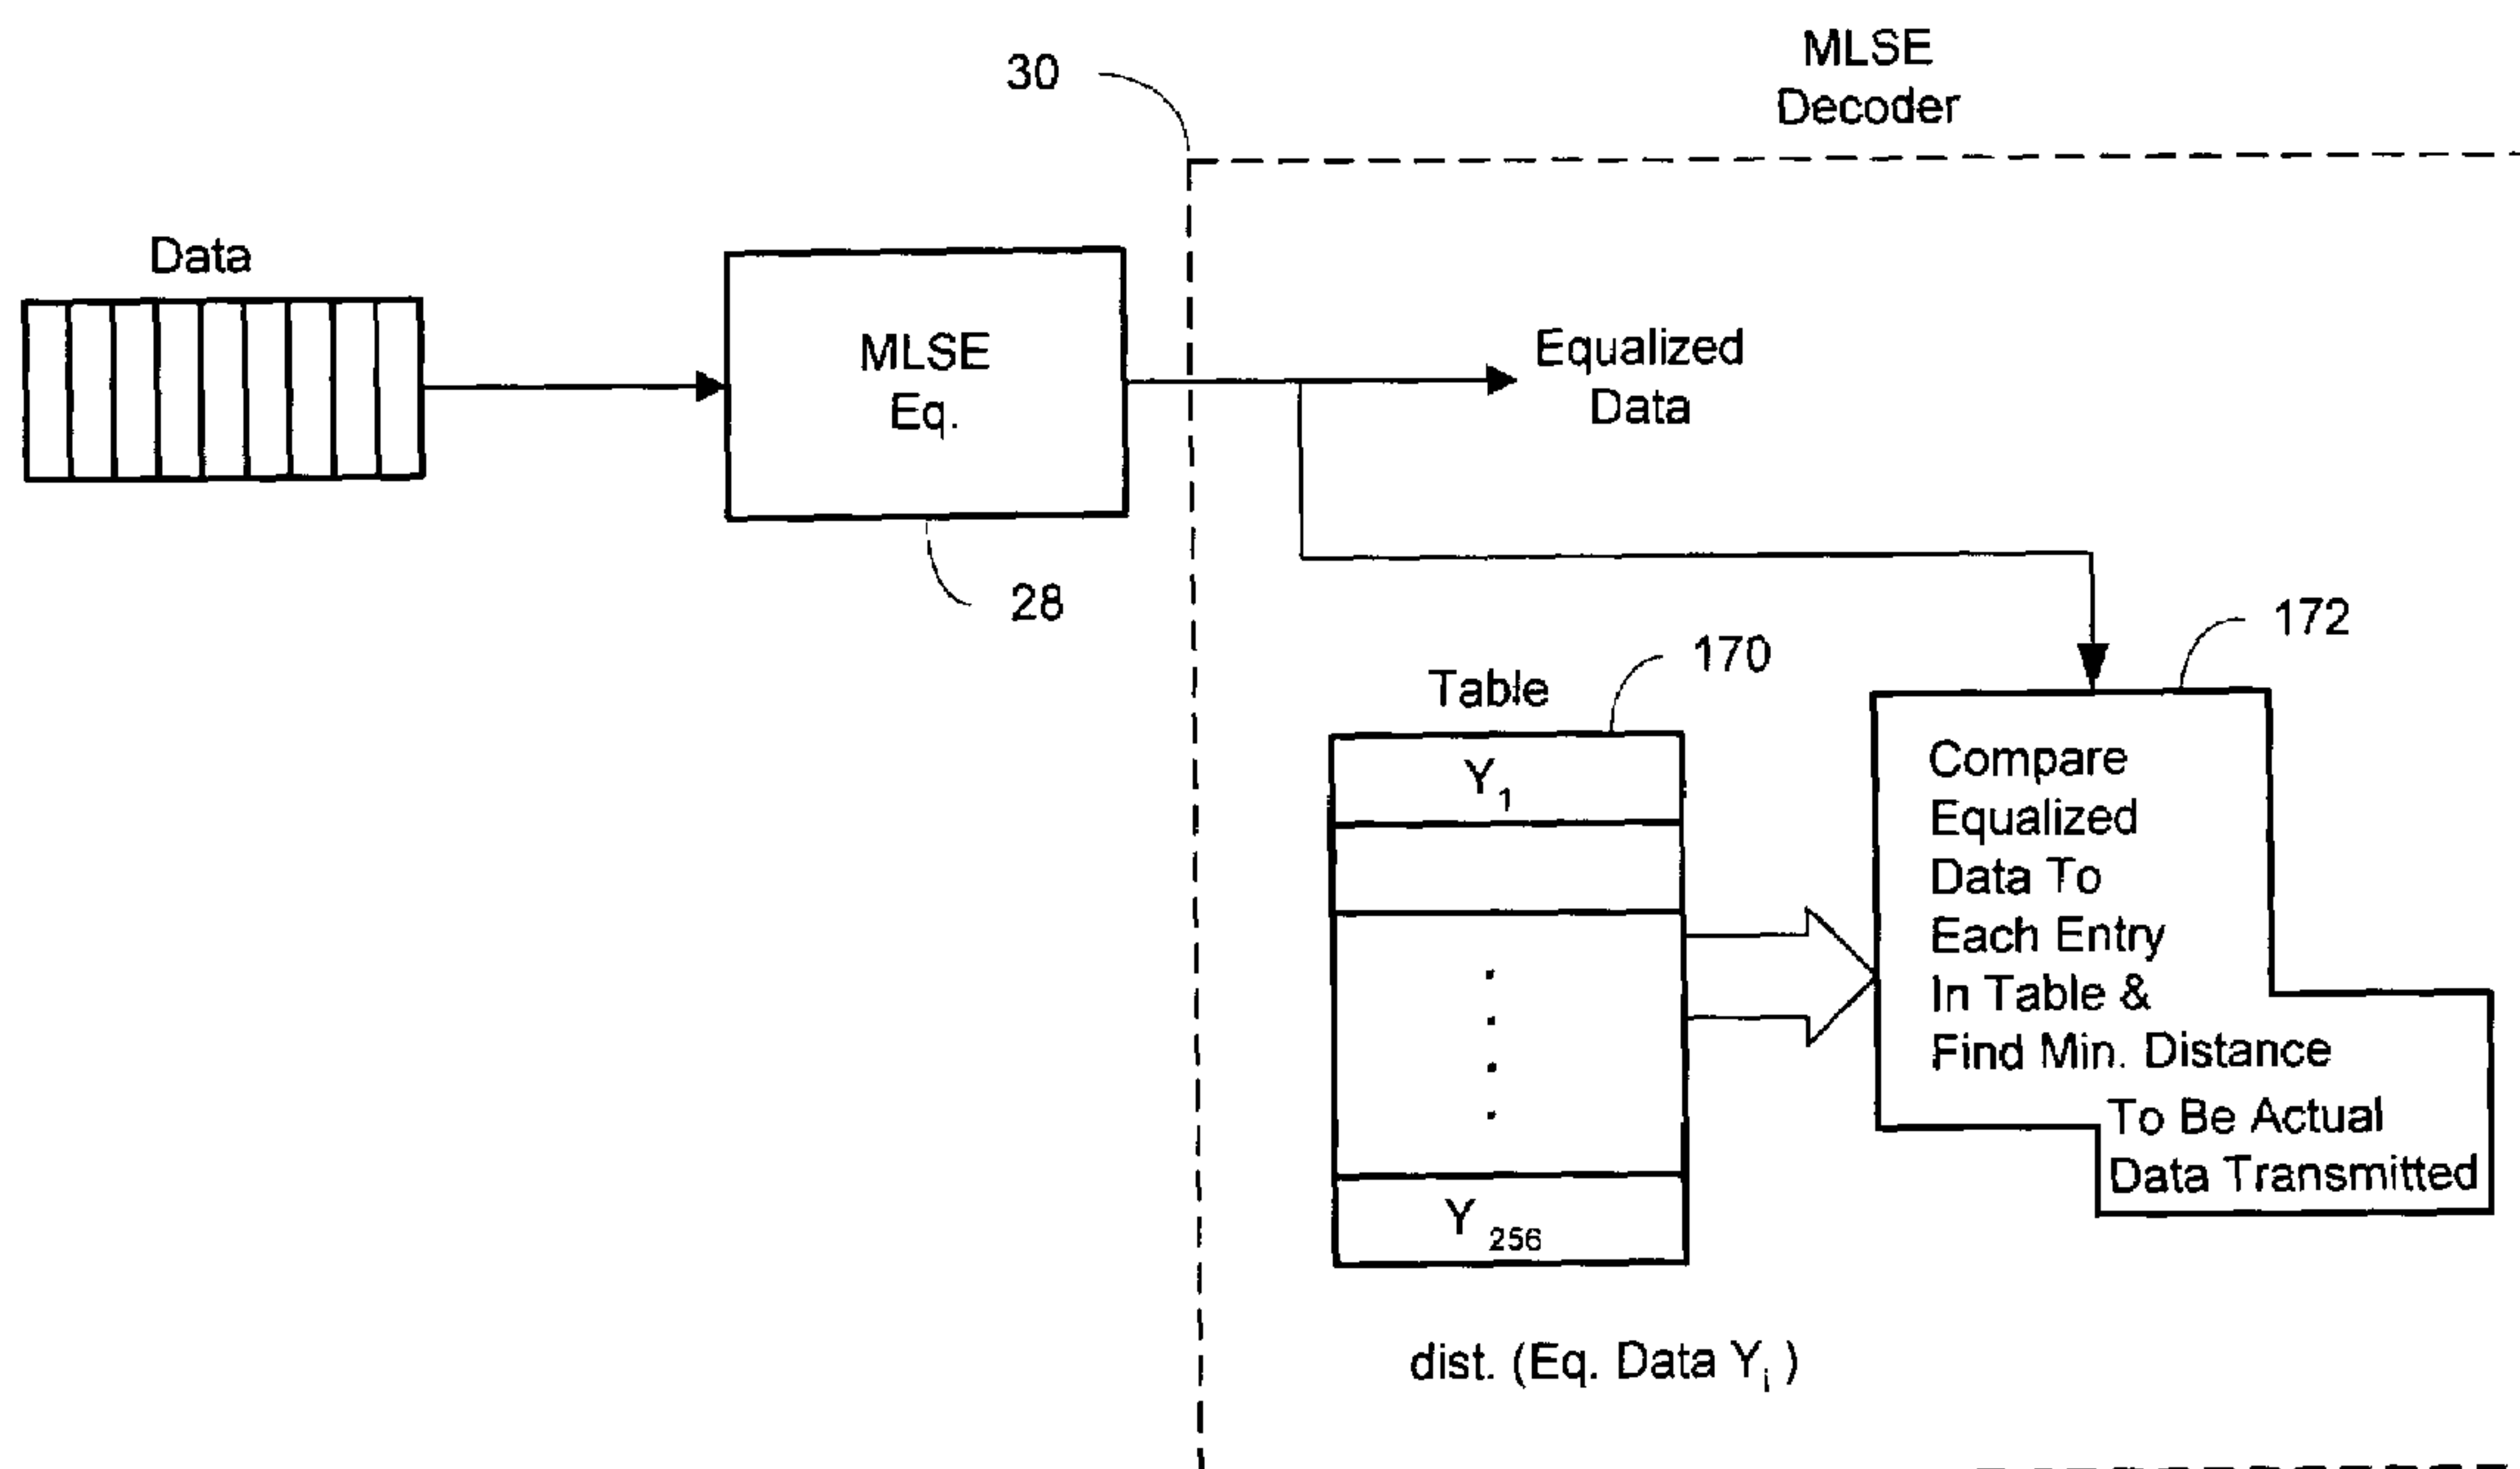 MLSE
Decoder
30
Data
MLSE
Eq.
Equalized
Data
28
172
170
Table
Y1
Compare
Equalized
Data To
Each Entry
In Table &
Find Min. Distance
To Be Actual
Data Transmitted
Y256
dist. (Eq. Data Yi )